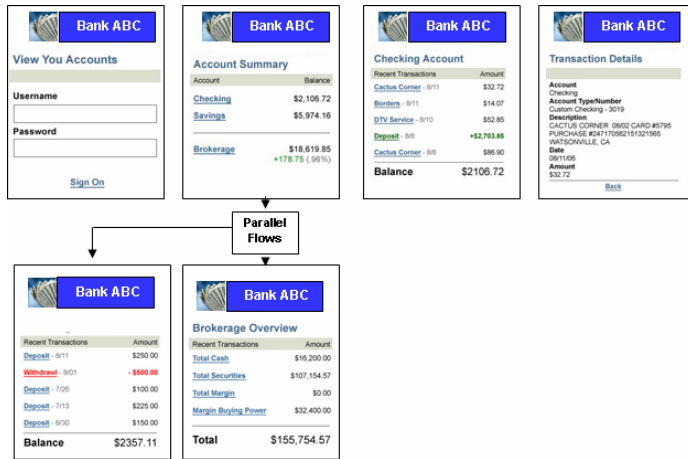 Bank ABC
View You Accounts
Username
Password
Sign On
Bank ABC
Account Summary
Account Balance
Checking $2,106.72
Savings $5,974.16
Brokerage $18,619.85
+178.75 (.96%)
Bank ABC
Checking Account
Recent Transactions Amount
Cactus Corner - 8/11 $32.72
Borders - 8/11 $14.07
DTV Service - 8/10 $52.85
Deposit - 8/8 +$2,703.85
Cactus Corner - 8/8 $86.90
Balance $2106.72
Bank ABC
Transaction Details
Account
Checking
Account Type/Number
Custom Checking - 3019
Description
CACTUS CORNER 08/02 CARD #5795
PURCHASE #247170562151321565
WATSONVILLE, CA
Date
08/11/06
Amount
$32.72
Back
Parallel
Flows
Bank ABC
Recent Transactions Amount
Deposit - 8/11 $250.00
Withdrawl - 8/01 - $500.00
Deposit - 7/26 $100.00
Deposit - 7/13 $225.00
Deposit - 6/30 $150.00
Balance $2357.11
Bank ABC
Brokerage Overview
Recent Transactions Amount
Total Cash $16,200.00
Total Securities $107,154.57
Total Margin $0.00
Margin Buying Power $32,400.00
Total $155,754.57